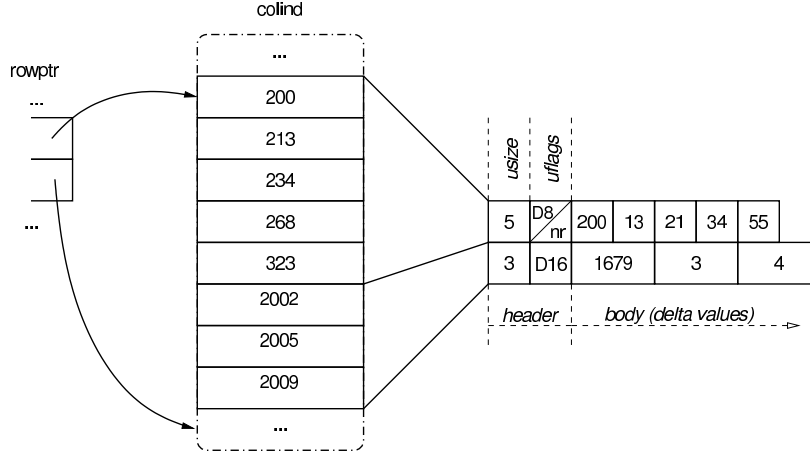 colind
rowptr
...
...
200
213
234
268
323
2002
2005
2009
...
...
usize
uflags
5 D8 nr 200 13 21 34 55
3 D16 1679 3 4
header
body (delta values)